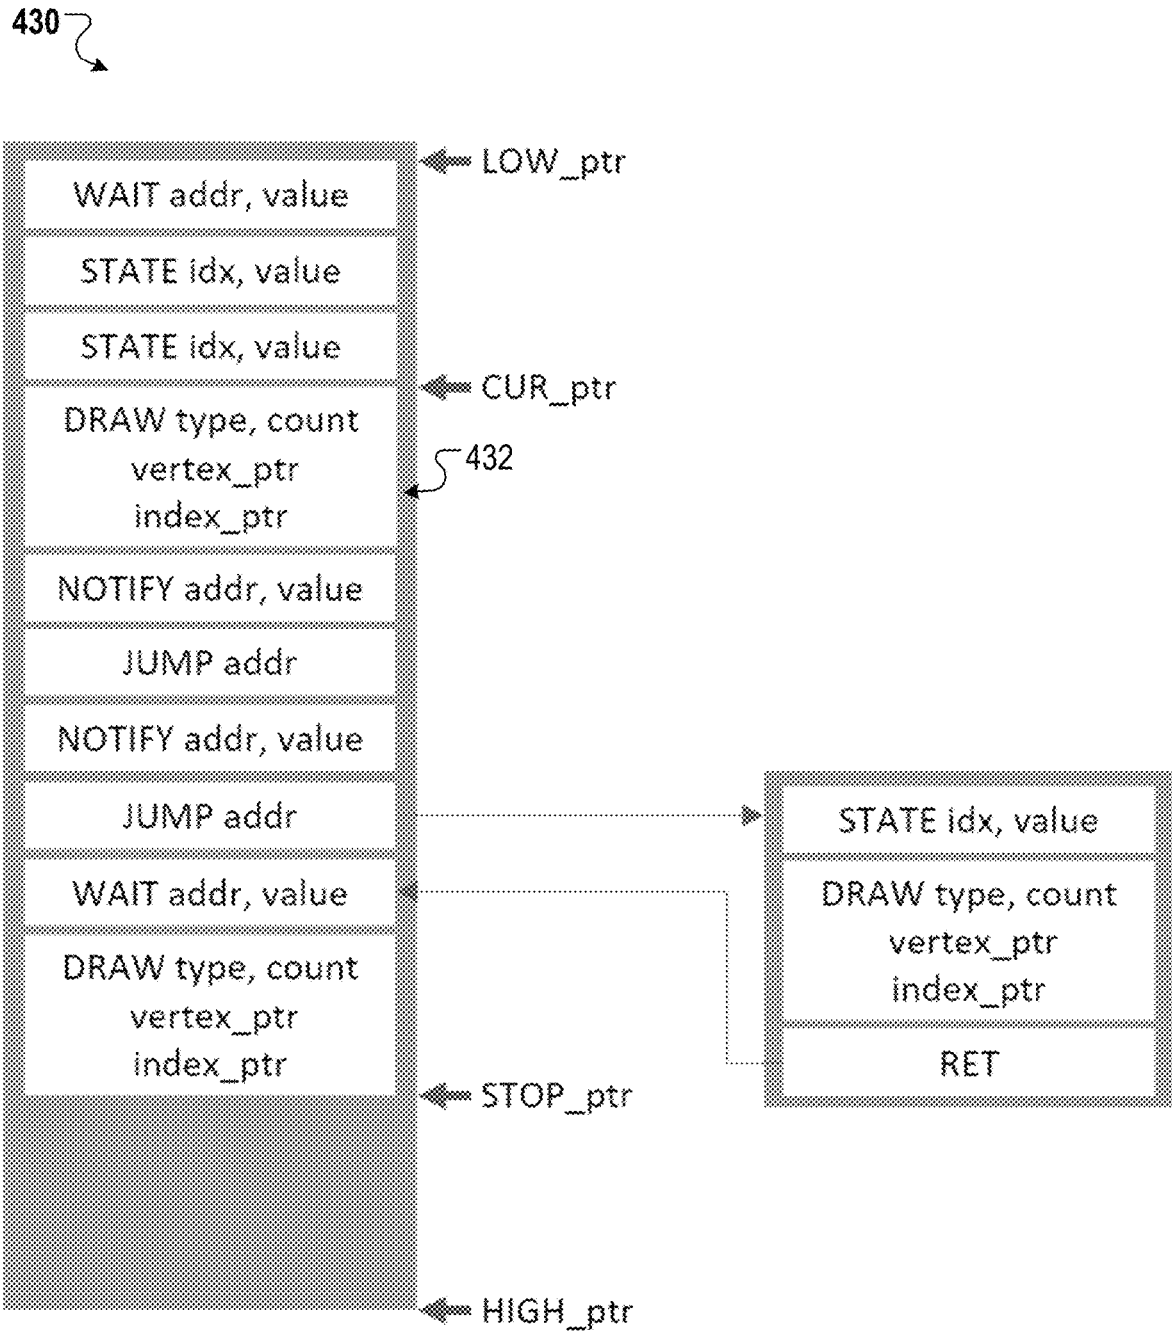 430
LOW_ptr
WAIT addr, value
STATE idx, value
STATE idx, value
CUR_ptr
DRAW type, count
vertex_ptr
index_ptr
432
NOTIFY addr, value
JUMP addr
NOTIFY addr, value
JUMP addr
WAIT addr, value
DRAW type, count
vertex_ptr
index_ptr
STOP_ptr
HIGH_ptr
STATE idx, value
DRAW type, count
vertex_ptr
index_ptr
RET